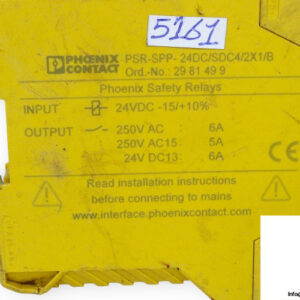 5161
PHOENIX CONTACT
PSR-SPP- 24DC/SDC4/2X1/B
Ord.-No.: 29 81 49 9
Phoenix Safety Relays
INPUT 24VDC -15/+10%
OUTPUT 250V AC 6A
250V AC15 5A
24V DC13: 6A
Read installation instructions
before connecting to mains
www.interface.phoenixcontact.com